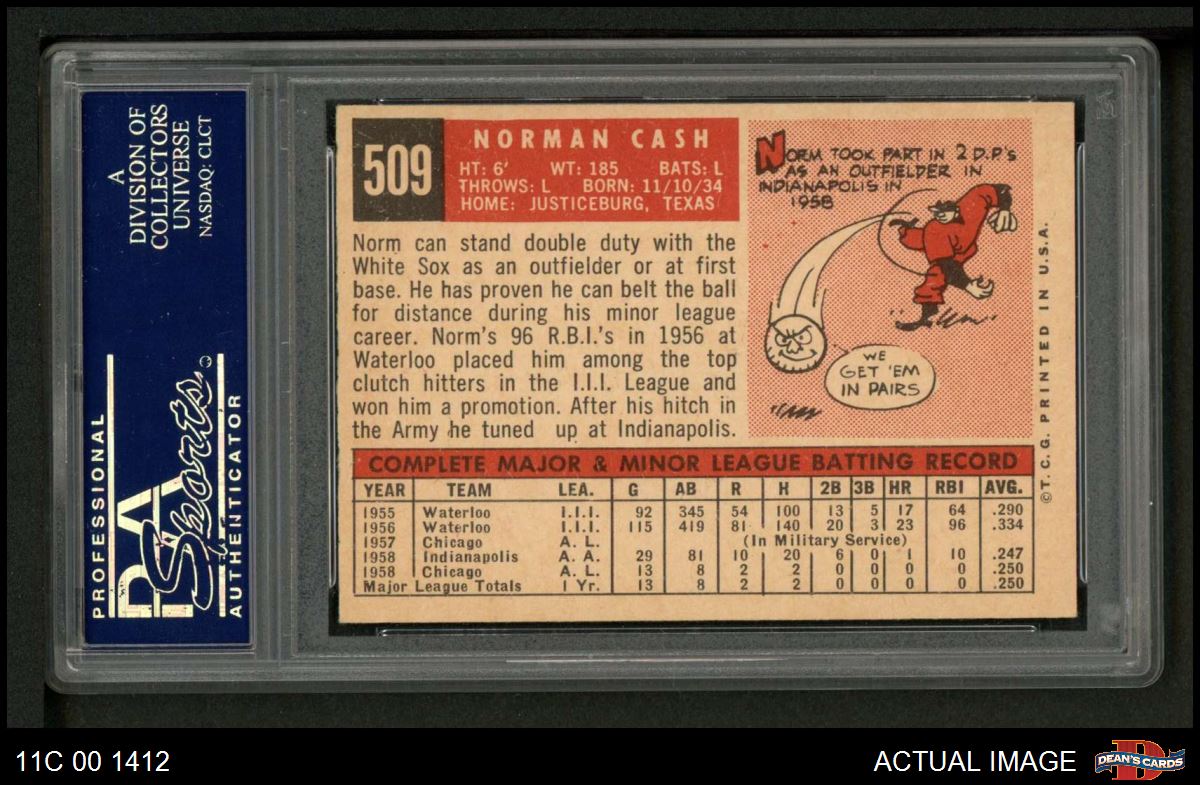 A
DIVISION OF
COLLECTORS
UNIVERSE
NASDAQ: CLCT
PROFESSIONAL
PSA
Sports
AUTHENTICATOR
509
NORMAN CASH
HT: 6' WT: 185 BATS: L
THROWS: L BORN: 11/10/34
HOME: JUSTICEBURG, TEXAS
Norm can stand double duty with the
White Sox as an outfielder or at first
base. He has proven he can belt the ball
for distance during his minor league
career. Norm's 96 R.B.I.'s in 1956 at
Waterloo placed him among the top
clutch hitters in the I.I.I. League and
won him a promotion. After his hitch in
the Army he tuned up at Indianapolis.
NORM TOOK PART IN 2 D.P's
AS AN OUTFIELDER IN
INDIANAPOLIS IN
1958
WE
GET 'EM
IN PAIRS
©T.C.G. PRINTED IN U.S.A.
COMPLETE MAJOR & MINOR LEAGUE BATTING RECORD
YEAR TEAM LEA. G AB R H 2B 3B HR RBI AVG.
1955 Waterloo I.I.I. 92 345 54 100 13 5 17 64 .290
1956 Waterloo I.I.I. 115 419 81 140 20 3 23 96 .334
1957 Chicago A. L. (In Military Service)
1958 Indianapolis A. A. 29 81 10 20 6 0 1 10 .247
1958 Chicago A. L. 13 8 2 2 0 0 0 0 .250
Major League Totals 1 Yr. 13 8 2 2 0 0 0 0 .250
11C 00 1412
ACTUAL IMAGE
DEAN'S CARDS